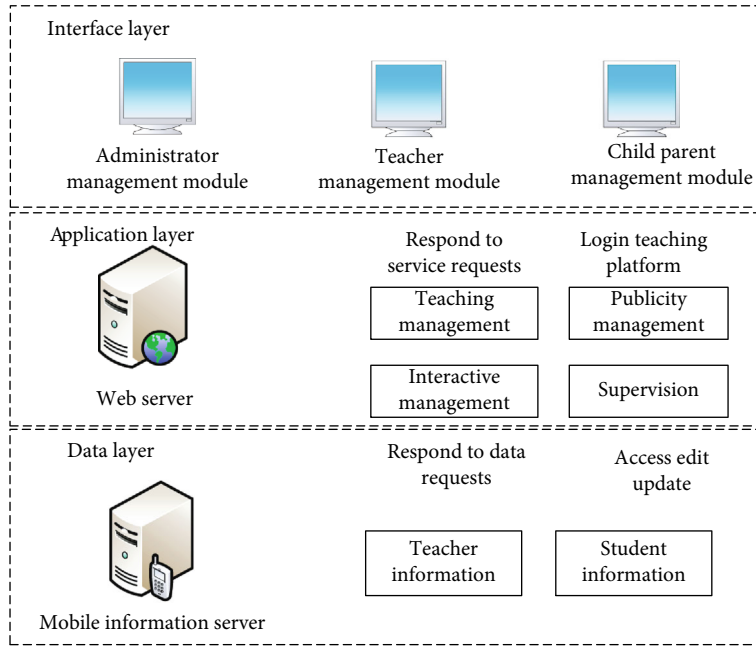 Interface layer
Administrator
management module
Teacher
management module
Child parent
management module
Application layer
Web server
Respond to
service requests
Login teaching
platform
Teaching
management
Publicity
management
Interactive
management
Supervision
Data layer
Mobile information server
Respond to data
requests
Access edit
update
Teacher
information
Student
information